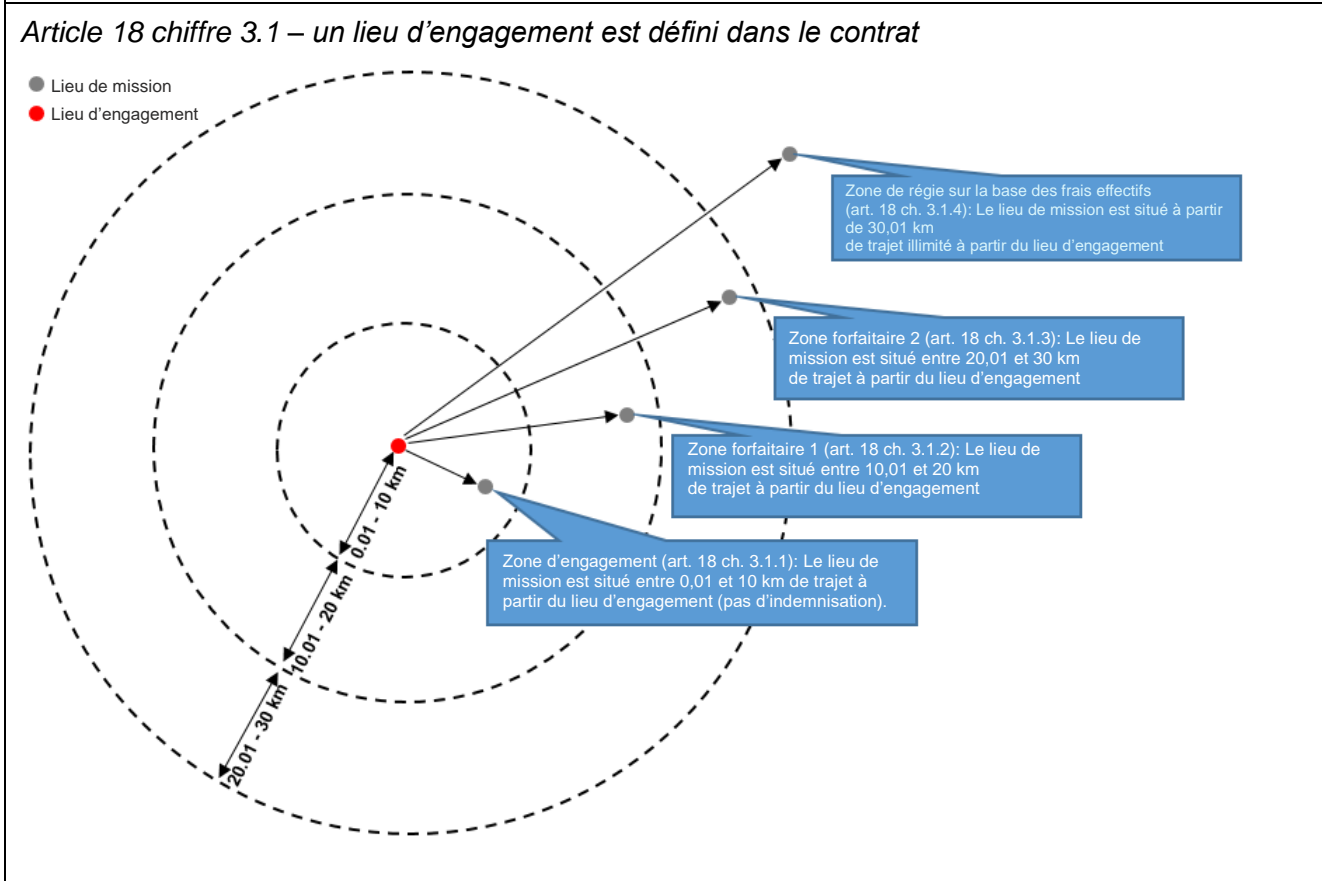 Article 18 chiffre 3.1 – un lieu d’engagement est défini dans le contrat
Lieu de mission
Lieu d’engagement
Zone de régie sur la base des frais effectifs
(art. 18 ch. 3.1.4): Le lieu de mission est situé à partir
de 30,01 km
de trajet illimité à partir du lieu d’engagement
Zone forfaitaire 2 (art. 18 ch. 3.1.3): Le lieu de
mission est situé entre 20,01 et 30 km
de trajet à partir du lieu d’engagement
Zone forfaitaire 1 (art. 18 ch. 3.1.2): Le lieu de
mission est situé entre 10,01 et 20 km
de trajet à partir du lieu d’engagement
Zone d’engagement (art. 18 ch. 3.1.1): Le lieu de
mission est situé entre 0,01 et 10 km de trajet à
partir du lieu d’engagement (pas d’indemnisation).
0.01 - 10 km
10.01 - 20 km
20.01 - 30 km